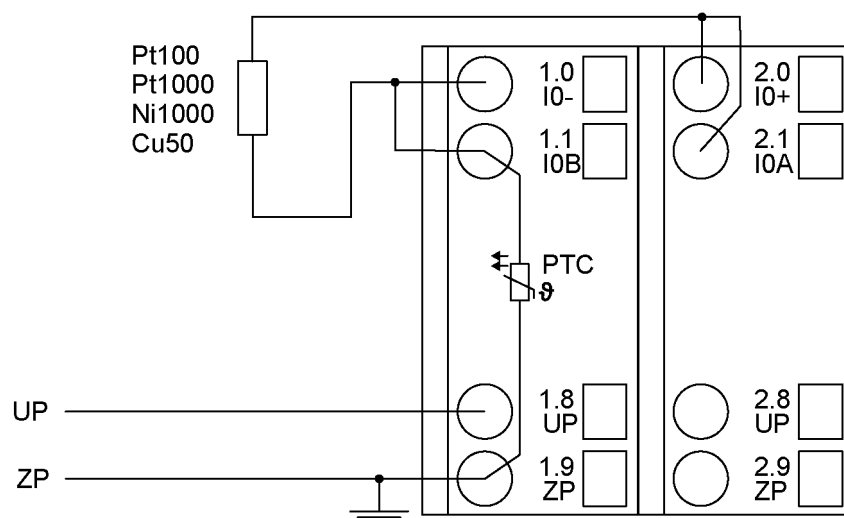 Pt100
Pt1000
Ni1000
Cu50
1.0
I0-
2.0
I0+
1.1
I0B
2.1
I0A
PTC
ϑ
UP
1.8
UP
2.8
UP
ZP
1.9
ZP
2.9
ZP